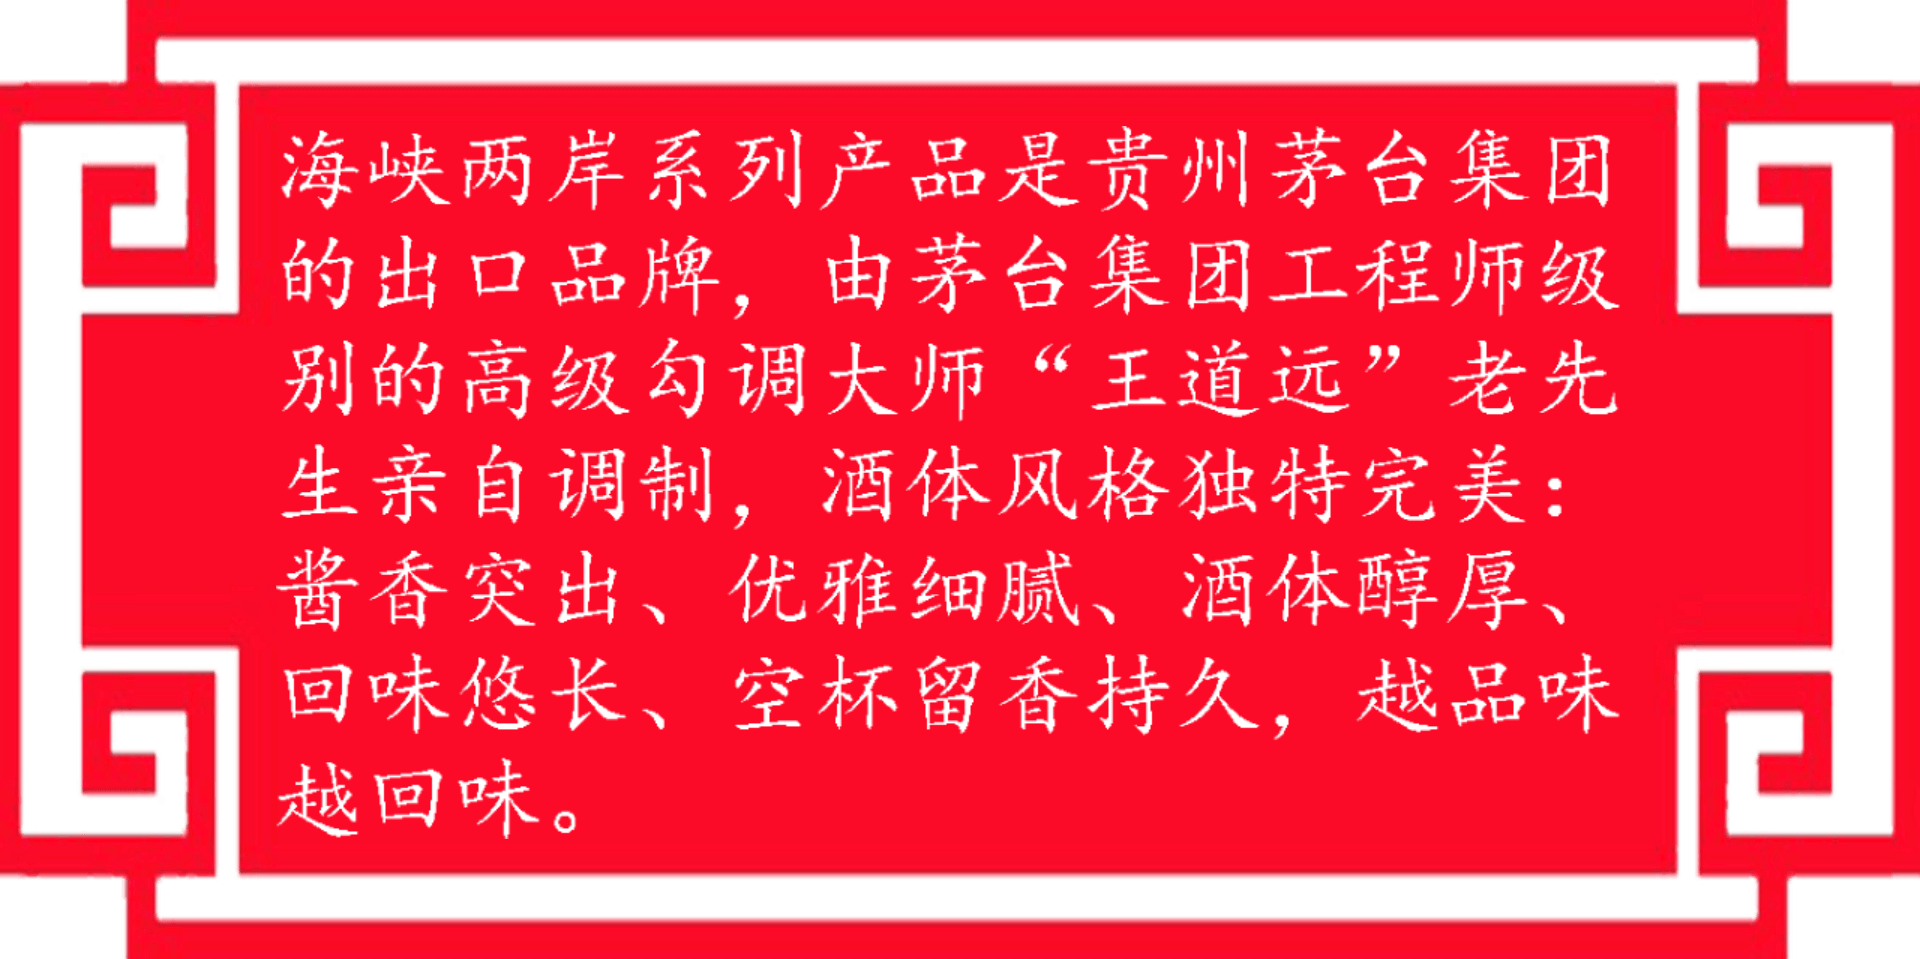 海峡两岸系列产品是贵州茅台集团
的出口品牌，由茅台集团工程师级
别的高级勾调大师“王道远”老先
生亲自调制，酒体风格独特完美：
酱香突出、优雅细腻、酒体醇厚、
回味悠长、空杯留香持久，越品味
越回味。